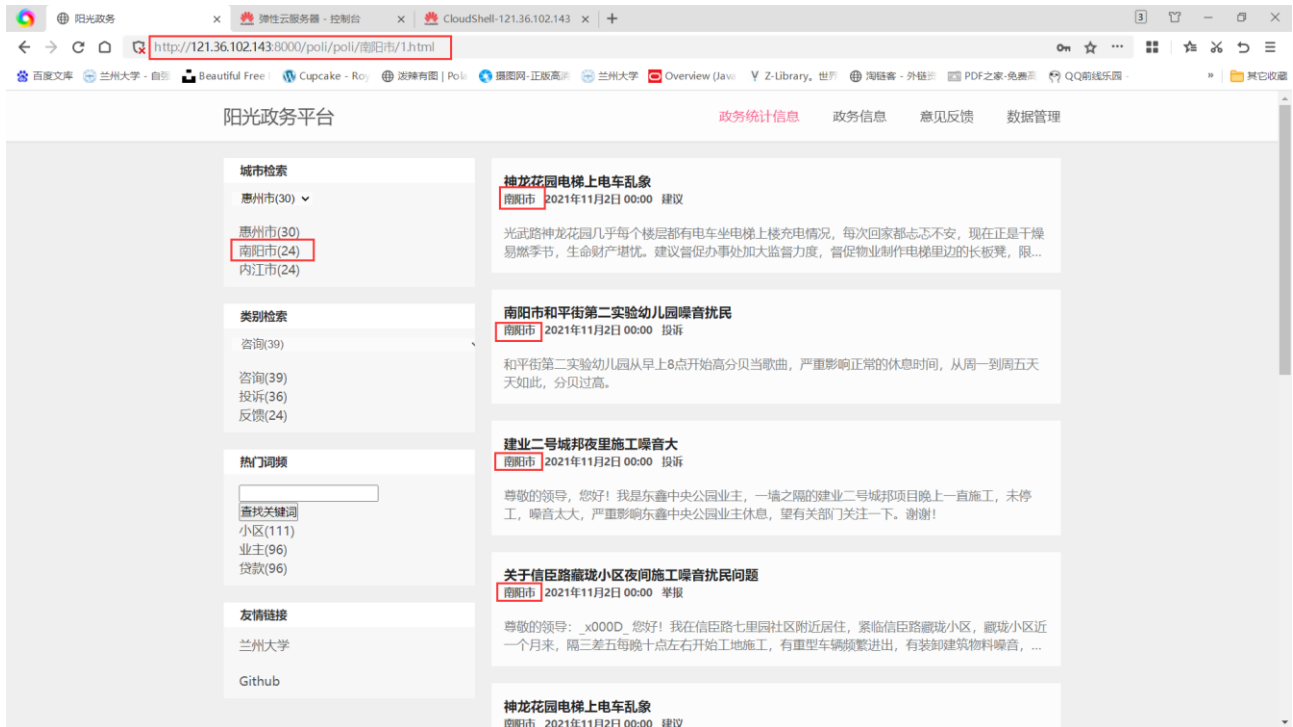 阳光政务
弹性云服务器 - 控制台
CloudShell-121.36.102.143
3
http://121.36.102.143:8000/poli/poli/南阳市/1.html
百度文库
兰州大学 - 自强
Beautiful Free
Cupcake - Roy
泼辣有图 | Pola
摄图网-正版高清
兰州大学
Overview (Java
Z-Library。世界
淘链客 - 外链
PDF之家-免费
QQ前线乐园 -
»
其它收藏
阳光政务平台
政务统计信息
政务信息
意见反馈
数据管理
城市检索
惠州市(30)
惠州市(30)
南阳市(24)
内江市(24)
类别检索
咨询(39)
咨询(39)
投诉(36)
反馈(24)
热门词频
查找关键词
小区(111)
业主(96)
贷款(96)
友情链接
兰州大学
Github
神龙花园电梯上电车乱象
南阳市 2021年11月2日 00:00 建议
光武路神龙花园几乎每个楼层都有电车坐电梯上楼充电情况，每次回家都忐忑不安，现在正是干燥
易燃季节，生命财产堪忧。建议督促办事处加大监督力度，督促物业制作电梯里边的长板凳，限...
南阳市和平街第二实验幼儿园噪音扰民
南阳市 2021年11月2日 00:00 投诉
和平街第二实验幼儿园从早上8点开始高分贝当歌曲，严重影响正常的休息时间，从周一到周五天
天如此，分贝过高。
建业二号城邦夜里施工噪音大
南阳市 2021年11月2日 00:00 投诉
尊敬的领导，您好！我是东鑫中央公园业主，一墙之隔的建业二号城邦项目晚上一直施工，未停
工，噪音太大，严重影响东鑫中央公园业主休息，望有关部门关注一下。谢谢！
关于信臣路藏珑小区夜间施工噪音扰民问题
南阳市 2021年11月2日 00:00 举报
尊敬的领导：_x000D_ 您好！我在信臣路七里园社区附近居住，紧临信臣路藏珑小区，藏珑小区近
一个月来，隔三差五每晚十点左右开始工地施工，有重型车辆频繁进出，有装卸建筑物料噪音，...
神龙花园电梯上电车乱象
南阳市 2021年11月2日 00:00 建议